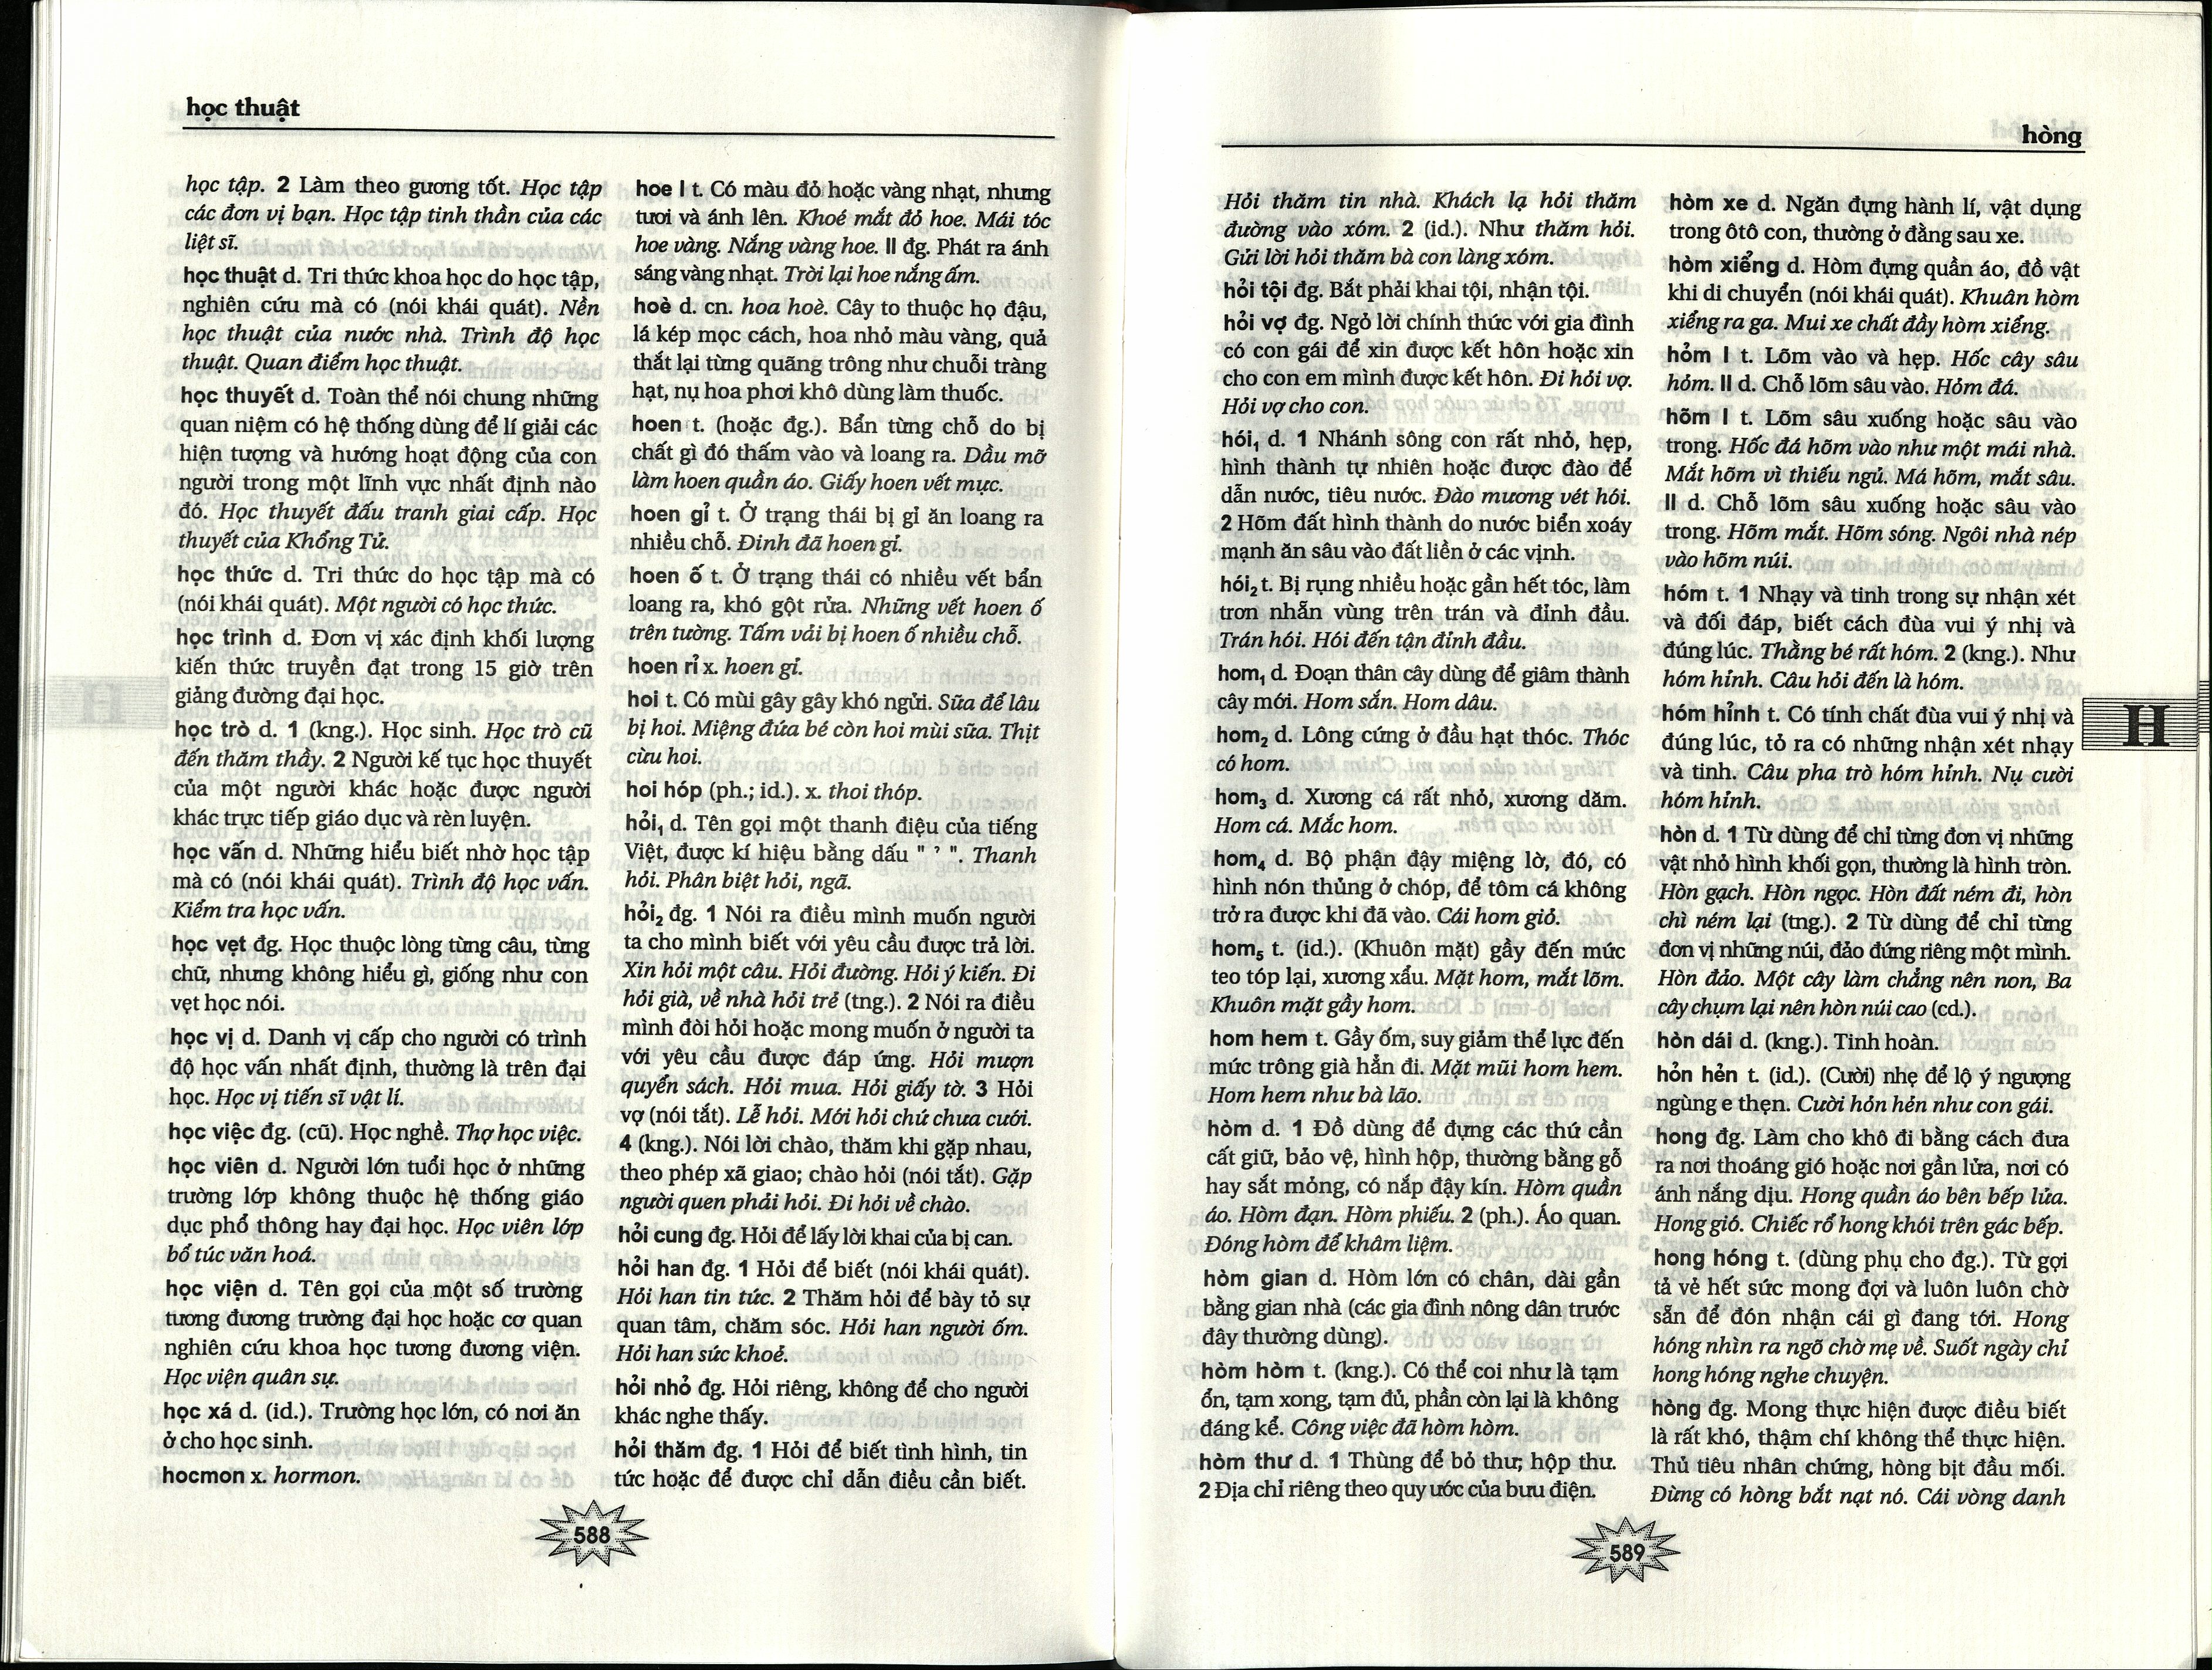 học thuật
học tập. 2 Làm theo gương tốt. Học tập
các đơn vị bạn. Học tập tinh thần của các
liệt sĩ.
học thuật d. Tri thức khoa học do học tập,
nghiên cứu mà có (nói khái quát). Nền
học thuật của nước nhà. Trình độ học
thuật. Quan điểm học thuật.
học thuyết d. Toàn thể nói chung những
quan niệm có hệ thống dùng để lí giải các
hiện tượng và hướng hoạt động của con
người trong một lĩnh vực nhất định nào
đó. Học thuyết đấu tranh giai cấp. Học
thuyết của Khổng Tử.
học thức d. Tri thức do học tập mà có
(nói khái quát). Một người có học thức.
học trình d. Đơn vị xác định khối lượng
kiến thức truyền đạt trong 15 giờ trên
giảng đường đại học.
học trò d. 1 (kng.). Học sinh. Học trò cũ
đến thăm thầy. 2 Người kế tục học thuyết
của một người khác hoặc được người
khác trực tiếp giáo dục và rèn luyện.
học vấn d. Những hiểu biết nhờ học tập
mà có (nói khái quát). Trình độ học vấn.
Kiểm tra học vấn.
học vẹt đg. Học thuộc lòng từng câu, từng
chữ, nhưng không hiểu gì, giống như con
vẹt học nói.
học vị d. Danh vị cấp cho người có trình
độ học vấn nhất định, thường là trên đại
học. Học vị tiến sĩ vật lí.
học việc đg. (cũ). Học nghề. Thợ học việc.
học viên d. Người lớn tuổi học ở những
trường lớp không thuộc hệ thống giáo
dục phổ thông hay đại học. Học viên lớp
bổ túc văn hoá.
học viện d. Tên gọi của một số trường
tương đương trường đại học hoặc cơ quan
nghiên cứu khoa học tương đương viện.
Học viện quân sự.
học xá d. (id.). Trường học lớn, có nơi ăn
ở cho học sinh.
hocmon x. hormon.
hoe I t. Có màu đỏ hoặc vàng nhạt, nhưng
tươi và ánh lên. Khoé mắt đỏ hoe. Mái tóc
hoe vàng. Nắng vàng hoe. II đg. Phát ra ánh
sáng vàng nhạt. Trời lại hoe nắng ấm.
hoè d. cn. hoa hoè. Cây to thuộc họ đậu,
lá kép mọc cách, hoa nhỏ màu vàng, quả
thắt lại từng quãng trông như chuỗi tràng
hạt, nụ hoa phơi khô dùng làm thuốc.
hoen t. (hoặc đg.). Bẩn từng chỗ do bị
chất gì đó thấm vào và loang ra. Dầu mỡ
làm hoen quần áo. Giấy hoen vết mực.
hoen gỉ t. Ở trạng thái bị gỉ ăn loang ra
nhiều chỗ. Đinh đã hoen gỉ.
hoen ố t. Ở trạng thái có nhiều vết bẩn
loang ra, khó gột rửa. Những vết hoen ố
trên tường. Tấm vải bị hoen ố nhiều chỗ.
hoen rỉ x. hoen gỉ.
hoi t. Có mùi gây gây khó ngửi. Sữa để lâu
bị hoi. Miệng đứa bé còn hoi mùi sữa. Thịt
cừu hoi.
hoi hóp (ph.; id.). x. thoi thóp.
hỏi₁ d. Tên gọi một thanh điệu của tiếng
Việt, được kí hiệu bằng dấu " ̉ ". Thanh
hỏi. Phân biệt hỏi, ngã.
hỏi₂ đg. 1 Nói ra điều mình muốn người
ta cho mình biết với yêu cầu được trả lời.
Xin hỏi một câu. Hỏi đường. Hỏi ý kiến. Đi
hỏi già, về nhà hỏi trẻ (tng.). 2 Nói ra điều
mình đòi hỏi hoặc mong muốn ở người ta
với yêu cầu được đáp ứng. Hỏi mượn
quyển sách. Hỏi mua. Hỏi giấy tờ. 3 Hỏi
vợ (nói tắt). Lễ hỏi. Mới hỏi chứ chưa cưới.
4 (kng.). Nói lời chào, thăm khi gặp nhau,
theo phép xã giao; chào hỏi (nói tắt). Gặp
người quen phải hỏi. Đi hỏi về chào.
hỏi cung đg. Hỏi để lấy lời khai của bị can.
hỏi han đg. 1 Hỏi để biết (nói khái quát).
Hỏi han tin tức. 2 Thăm hỏi để bày tỏ sự
quan tâm, chăm sóc. Hỏi han người ốm.
Hỏi han sức khoẻ.
hỏi nhỏ đg. Hỏi riêng, không để cho người
khác nghe thấy.
hỏi thăm đg. 1 Hỏi để biết tình hình, tin
tức hoặc để được chỉ dẫn điều cần biết.
588
hòng
Hỏi thăm tin nhà. Khách lạ hỏi thăm
đường vào xóm. 2 (id.). Như thăm hỏi.
Gửi lời hỏi thăm bà con làng xóm.
hỏi tội đg. Bắt phải khai tội, nhận tội.
hỏi vợ đg. Ngỏ lời chính thức với gia đình
có con gái để xin được kết hôn hoặc xin
cho con em mình được kết hôn. Đi hỏi vợ.
Hỏi vợ cho con.
hói₁ d. 1 Nhánh sông con rất nhỏ, hẹp,
hình thành tự nhiên hoặc được đào để
dẫn nước, tiêu nước. Đào mương vét hói.
2 Hõm đất hình thành do nước biển xoáy
mạnh ăn sâu vào đất liền ở các vịnh.
hói₂ t. Bị rụng nhiều hoặc gần hết tóc, làm
trơn nhẵn vùng trên trán và đỉnh đầu.
Trán hói. Hói đến tận đỉnh đầu.
hom₁ d. Đoạn thân cây dùng để giâm thành
cây mới. Hom sắn. Hom dâu.
hom₂ d. Lông cứng ở đầu hạt thóc. Thóc
có hom.
hom₃ d. Xương cá rất nhỏ, xương dăm.
Hom cá. Mắc hom.
hom₄ d. Bộ phận đậy miệng lờ, đó, có
hình nón thủng ở chóp, để tôm cá không
trở ra được khi đã vào. Cái hom giỏ.
hom₅ t. (id.). (Khuôn mặt) gầy đến mức
teo tóp lại, xương xẩu. Mặt hom, mắt lõm.
Khuôn mặt gầy hom.
hom hem t. Gầy ốm, suy giảm thể lực đến
mức trông già hẳn đi. Mặt mũi hom hem.
Hom hem như bà lão.
hòm d. 1 Đồ dùng để đựng các thứ cần
cất giữ, bảo vệ, hình hộp, thường bằng gỗ
hay sắt mỏng, có nắp đậy kín. Hòm quần
áo. Hòm đạn. Hòm phiếu. 2 (ph.). Áo quan.
Đóng hòm để khâm liệm.
hòm gian d. Hòm lớn có chân, dài gần
bằng gian nhà (các gia đình nông dân trước
đây thường dùng).
hòm hòm t. (kng.). Có thể coi như là tạm
ổn, tạm xong, tạm đủ, phần còn lại là không
đáng kể. Công việc đã hòm hòm.
hòm thư d. 1 Thùng để bỏ thư; hộp thư.
2 Địa chỉ riêng theo quy ước của bưu điện.
hòm xe d. Ngăn đựng hành lí, vật dụng
trong ôtô con, thường ở đằng sau xe.
hòm xiểng d. Hòm đựng quần áo, đồ vật
khi di chuyển (nói khái quát). Khuân hòm
xiểng ra ga. Mui xe chất đầy hòm xiểng.
hỏm I t. Lõm vào và hẹp. Hốc cây sâu
hỏm. II d. Chỗ lõm sâu vào. Hỏm đá.
hõm I t. Lõm sâu xuống hoặc sâu vào
trong. Hốc đá hõm vào như một mái nhà.
Mắt hõm vì thiếu ngủ. Má hõm, mắt sâu.
II d. Chỗ lõm sâu xuống hoặc sâu vào
trong. Hõm mắt. Hõm sóng. Ngôi nhà nép
vào hõm núi.
hóm t. 1 Nhạy và tinh trong sự nhận xét
và đối đáp, biết cách đùa vui ý nhị và
đúng lúc. Thằng bé rất hóm. 2 (kng.). Như
hóm hỉnh. Câu hỏi đến là hóm.
hóm hỉnh t. Có tính chất đùa vui ý nhị và
đúng lúc, tỏ ra có những nhận xét nhạy
và tinh. Câu pha trò hóm hỉnh. Nụ cười
hóm hỉnh.
hòn d. 1 Từ dùng để chỉ từng đơn vị những
vật nhỏ hình khối gọn, thường là hình tròn.
Hòn gạch. Hòn ngọc. Hòn đất ném đi, hòn
chì ném lại (tng.). 2 Từ dùng để chỉ từng
đơn vị những núi, đảo đứng riêng một mình.
Hòn đảo. Một cây làm chẳng nên non, Ba
cây chụm lại nên hòn núi cao (cd.).
hòn dái d. (kng.). Tinh hoàn.
hỏn hẻn t. (id.). (Cười) nhẹ để lộ ý ngượng
ngùng e thẹn. Cười hỏn hẻn như con gái.
hong đg. Làm cho khô đi bằng cách đưa
ra nơi thoáng gió hoặc nơi gần lửa, nơi có
ánh nắng dịu. Hong quần áo bên bếp lửa.
Hong gió. Chiếc rổ hong khói trên gác bếp.
hong hóng t. (dùng phụ cho đg.). Từ gợi
tả vẻ hết sức mong đợi và luôn luôn chờ
sẵn để đón nhận cái gì đang tới. Hong
hóng nhìn ra ngõ chờ mẹ về. Suốt ngày chỉ
hong hóng nghe chuyện.
hòng đg. Mong thực hiện được điều biết
là rất khó, thậm chí không thể thực hiện.
Thủ tiêu nhân chứng, hòng bịt đầu mối.
Đừng có hòng bắt nạt nó. Cái vòng danh
H
589